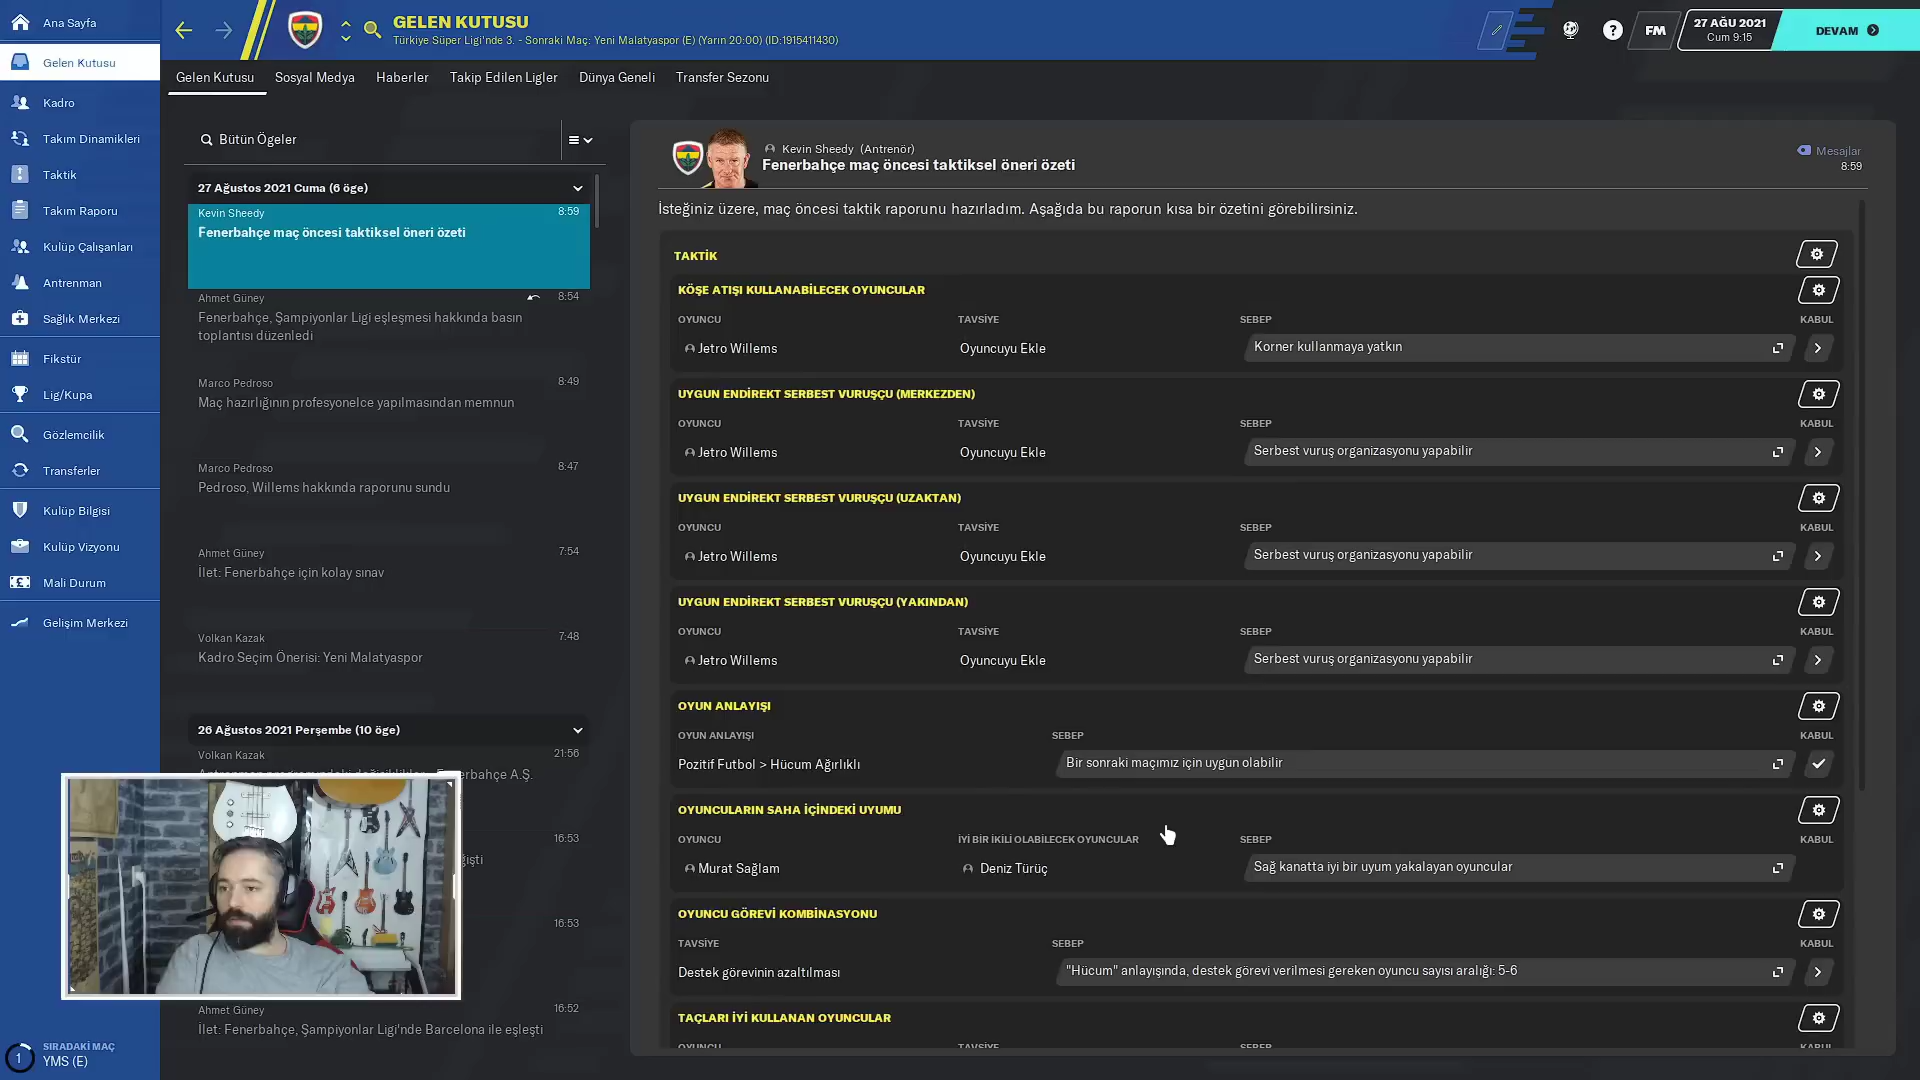 Ana Sayfa
Gelen Kutusu
Kadro
Takım Dinamikleri
Taktik
Takım Raporu
Kulüp Çalışanları
Antrenman
Sağlık Merkezi
Fikstür
Lig/Kupa
Gözlemcilik
Transferler
Kulüp Bilgisi
Kulüp Vizyonu
Mali Durum
Gelişim Merkezi
1 SIRADAKİ MAÇ
YMS (E)
GELEN KUTUSU
Türkiye Süper Ligi'nde 3. - Sonraki Maç: Yeni Malatyaspor (E) (Yarın 20:00) (ID:1915411430)
FM
27 AĞU 2021
Cum 9:15
DEVAM
Gelen Kutusu Sosyal Medya Haberler Takip Edilen Ligler Dünya Geneli Transfer Sezonu
Bütün Ögeler
27 Ağustos 2021 Cuma (6 öge)
Kevin Sheedy 8:59
Fenerbahçe maç öncesi taktiksel öneri özeti
Ahmet Güney 8:54
Fenerbahçe, Şampiyonlar Ligi eşleşmesi hakkında basın
toplantısı düzenledi
Marco Pedroso 8:49
Maç hazırlığının profesyonelce yapılmasından memnun
Marco Pedroso 8:47
Pedroso, Willems hakkında raporunu sundu
Ahmet Güney 7:54
İlet: Fenerbahçe için kolay sınav
Volkan Kazak 7:48
Kadro Seçim Önerisi: Yeni Malatyaspor
26 Ağustos 2021 Perşembe (10 öge)
Volkan Kazak 21:56
16:53
16:53
Ahmet Güney 16:52
İlet: Fenerbahçe, Şampiyonlar Ligi'nde Barcelona ile eşleşti
Kevin Sheedy (Antrenör)
Fenerbahçe maç öncesi taktiksel öneri özeti
Mesajlar
8:59
İsteğiniz üzere, maç öncesi taktik raporunu hazırladım. Aşağıda bu raporun kısa bir özetini görebilirsiniz.
TAKTİK
KÖŞE ATIŞI KULLANABİLECEK OYUNCULAR
OYUNCU TAVSİYE SEBEP KABUL
Jetro Willems Oyuncuyu Ekle Korner kullanmaya yatkın
UYGUN ENDİREKT SERBEST VURUŞÇU (MERKEZDEN)
OYUNCU TAVSİYE SEBEP KABUL
Jetro Willems Oyuncuyu Ekle Serbest vuruş organizasyonu yapabilir
UYGUN ENDİREKT SERBEST VURUŞÇU (UZAKTAN)
OYUNCU TAVSİYE SEBEP KABUL
Jetro Willems Oyuncuyu Ekle Serbest vuruş organizasyonu yapabilir
UYGUN ENDİREKT SERBEST VURUŞÇU (YAKINDAN)
OYUNCU TAVSİYE SEBEP KABUL
Jetro Willems Oyuncuyu Ekle Serbest vuruş organizasyonu yapabilir
OYUN ANLAYIŞI
OYUN ANLAYIŞI SEBEP KABUL
Pozitif Futbol > Hücum Ağırlıklı Bir sonraki maçımız için uygun olabilir
OYUNCULARIN SAHA İÇİNDEKİ UYUMU
OYUNCU İYİ BİR İKİLİ OLABİLECEK OYUNCULAR SEBEP KABUL
Murat Sağlam Deniz Türüç Sağ kanatta iyi bir uyum yakalayan oyuncular
OYUNCU GÖREVİ KOMBİNASYONU
TAVSİYE SEBEP KABUL
Destek görevinin azaltılması "Hücum" anlayışında, destek görevi verilmesi gereken oyuncu sayısı aralığı: 5-6
TAÇLARI İYİ KULLANAN OYUNCULAR
OYUNCU TAVSİYE SEBEP KABUL